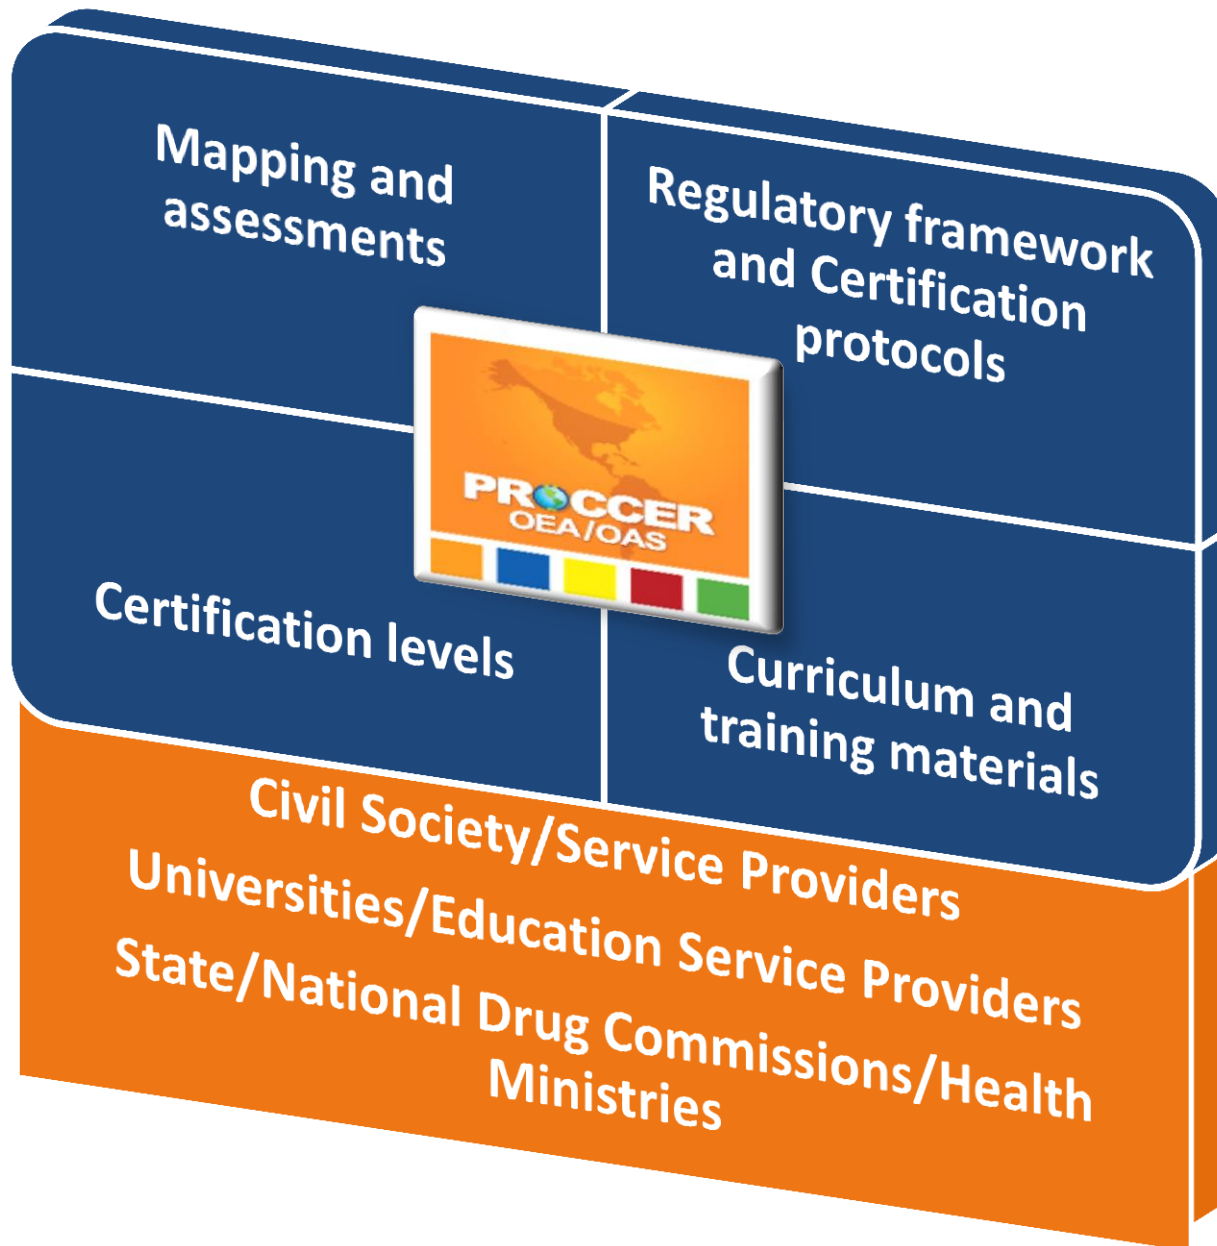 Mapping and
assessments
Regulatory framework
and Certification
protocols
PROCCER
OEA/OAS
Certification levels
Curriculum and
training materials
Civil Society/Service Providers
Universities/Education Service Providers
State/National Drug Commissions/Health
Ministries